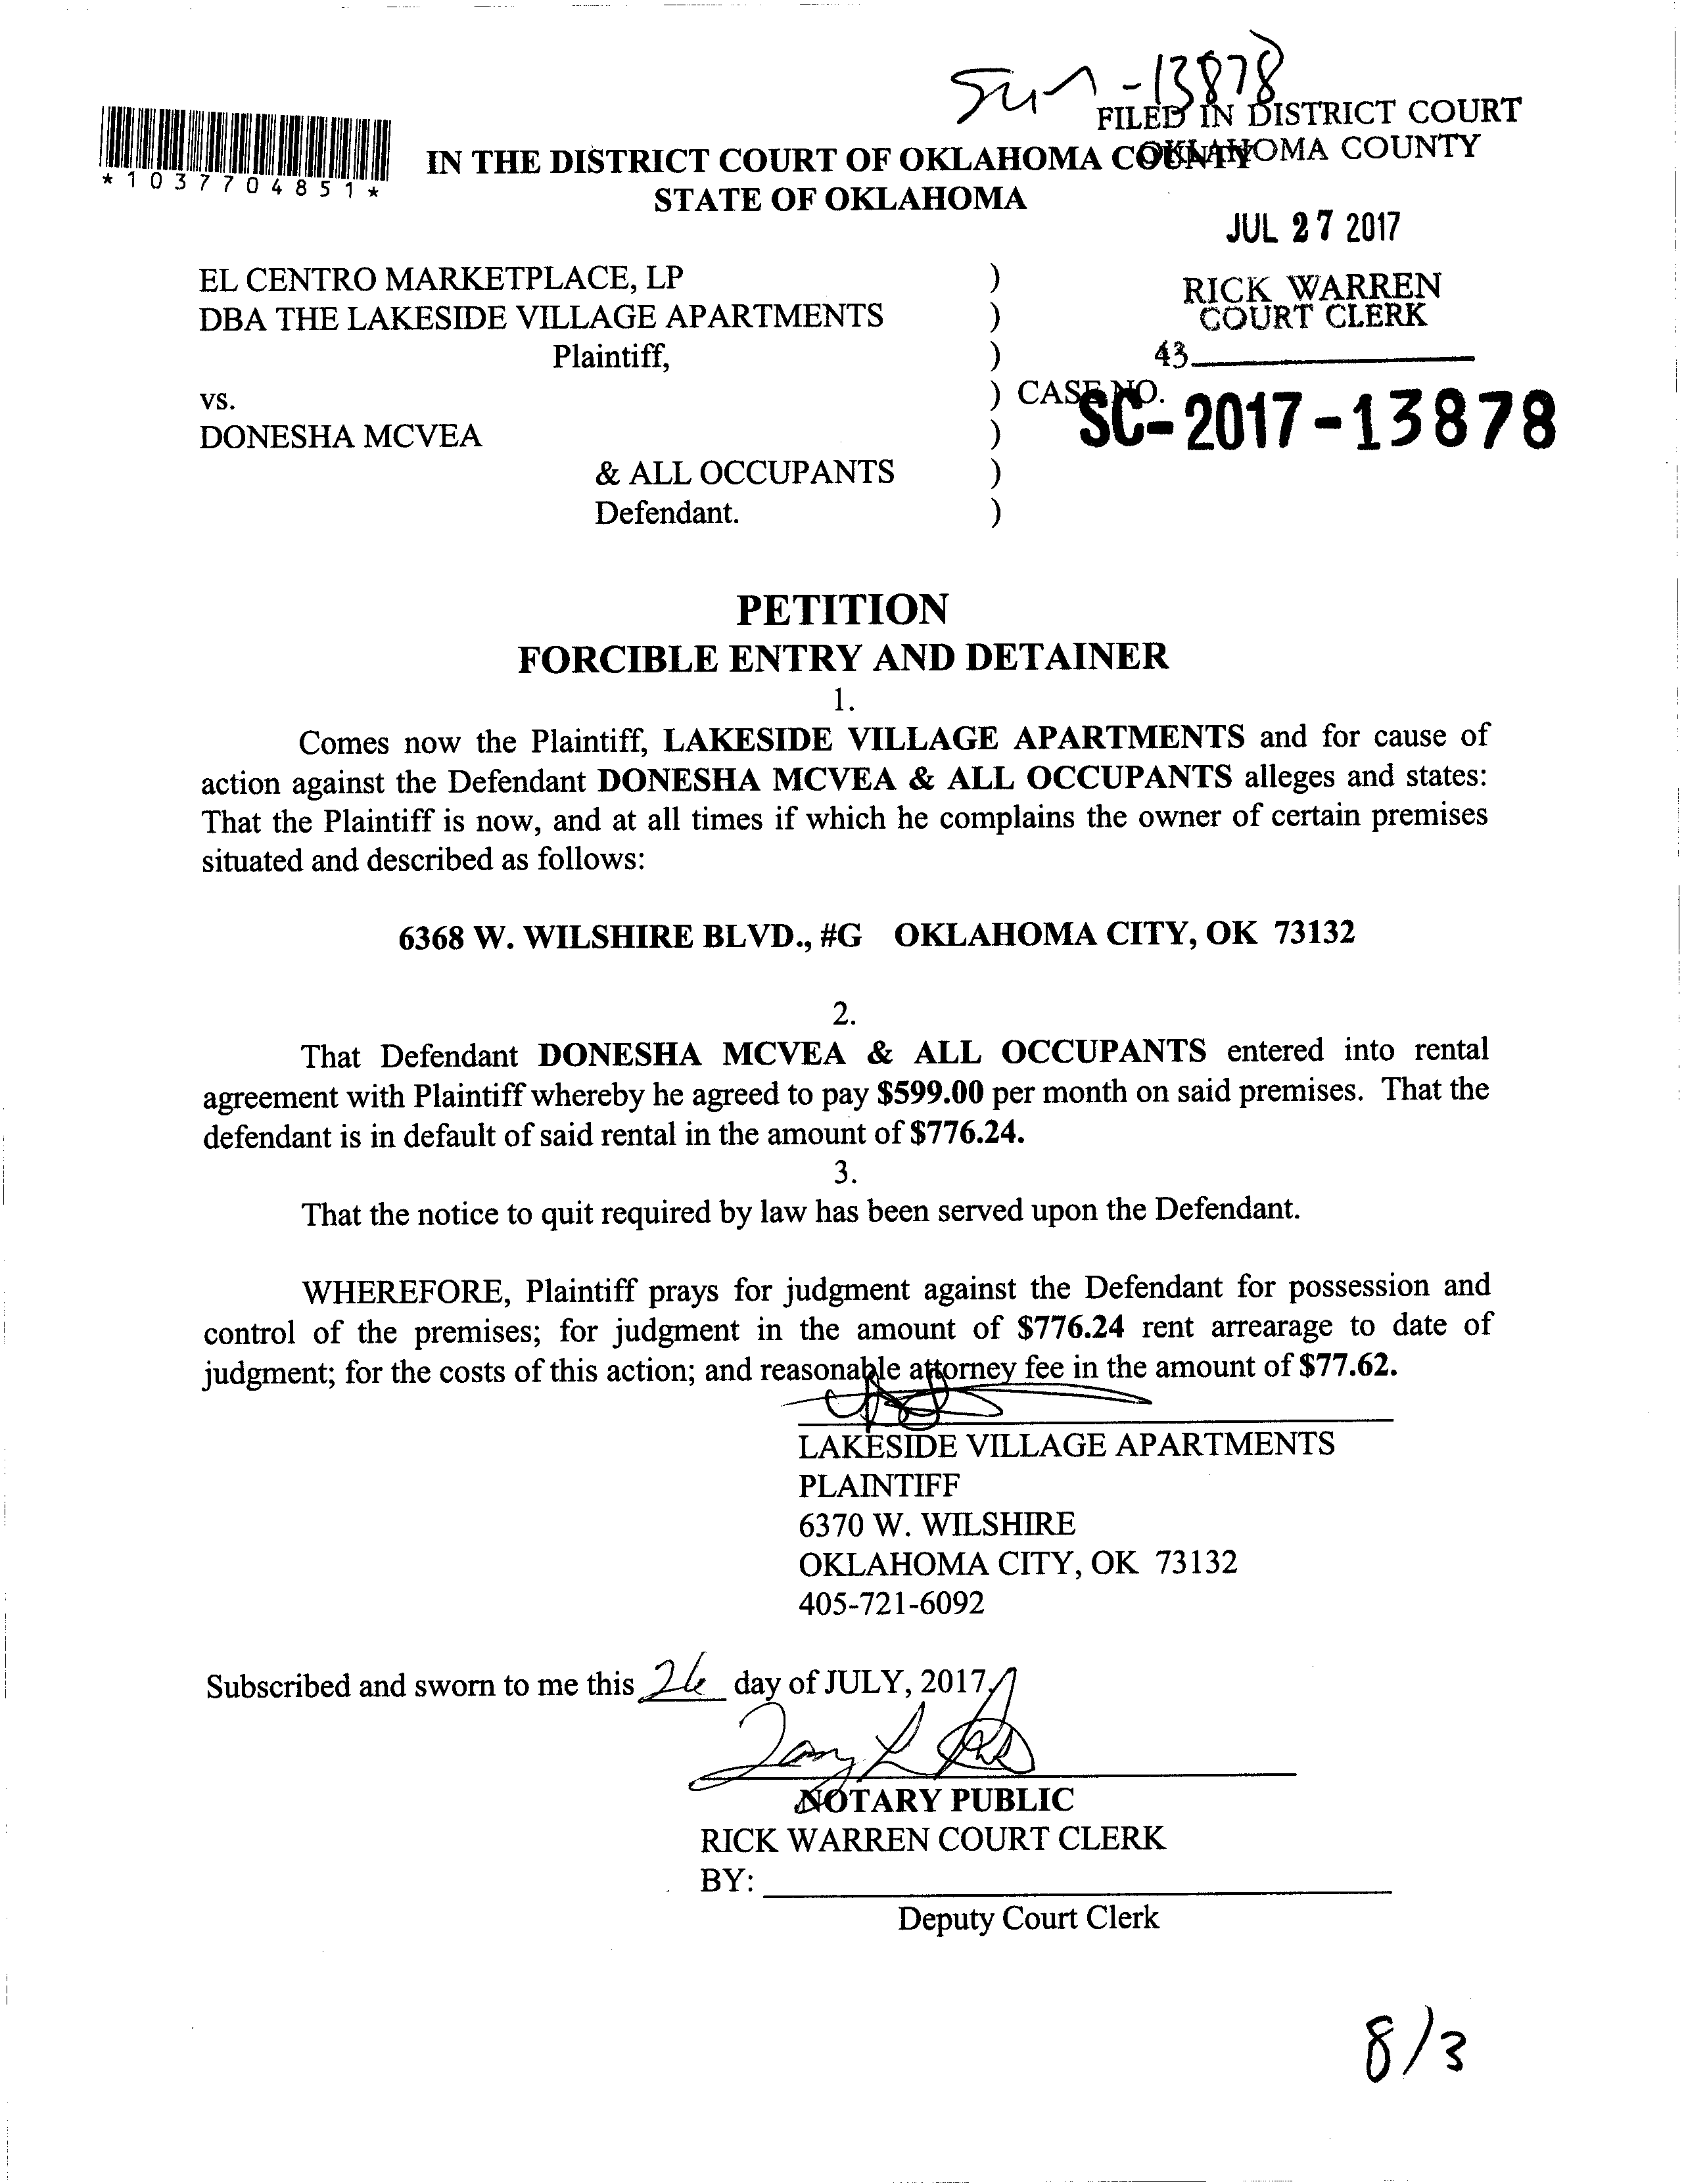 -13878
FILED IN DISTRICT COURT
OKLAHOMA COUNTY
*1037704851*
IN THE DISTRICT COURT OF OKLAHOMA COUNTY
STATE OF OKLAHOMA
JUL 27 2017
EL CENTRO MARKETPLACE, LP )
RICK WARREN
DBA THE LAKESIDE VILLAGE APARTMENTS )
COURT CLERK
Plaintiff, )
43
vs. ) CASE NO.
SC-2017-13878
DONESHA MCVEA )
& ALL OCCUPANTS )
Defendant. )
PETITION
FORCIBLE ENTRY AND DETAINER
1.
Comes now the Plaintiff, LAKESIDE VILLAGE APARTMENTS and for cause of
action against the Defendant DONESHA MCVEA & ALL OCCUPANTS alleges and states:
That the Plaintiff is now, and at all times if which he complains the owner of certain premises
situated and described as follows:
6368 W. WILSHIRE BLVD., #G OKLAHOMA CITY, OK 73132
2.
That Defendant DONESHA MCVEA & ALL OCCUPANTS entered into rental
agreement with Plaintiff whereby he agreed to pay $599.00 per month on said premises. That the
defendant is in default of said rental in the amount of $776.24.
3.
That the notice to quit required by law has been served upon the Defendant.
WHEREFORE, Plaintiff prays for judgment against the Defendant for possession and
control of the premises; for judgment in the amount of $776.24 rent arrearage to date of
judgment; for the costs of this action; and reasonable attorney fee in the amount of $77.62.
LAKESIDE VILLAGE APARTMENTS
PLAINTIFF
6370 W. WILSHIRE
OKLAHOMA CITY, OK 73132
405-721-6092
Subscribed and sworn to me this 26 day of JULY, 2017.
NOTARY PUBLIC
RICK WARREN COURT CLERK
BY:
Deputy Court Clerk
8/3